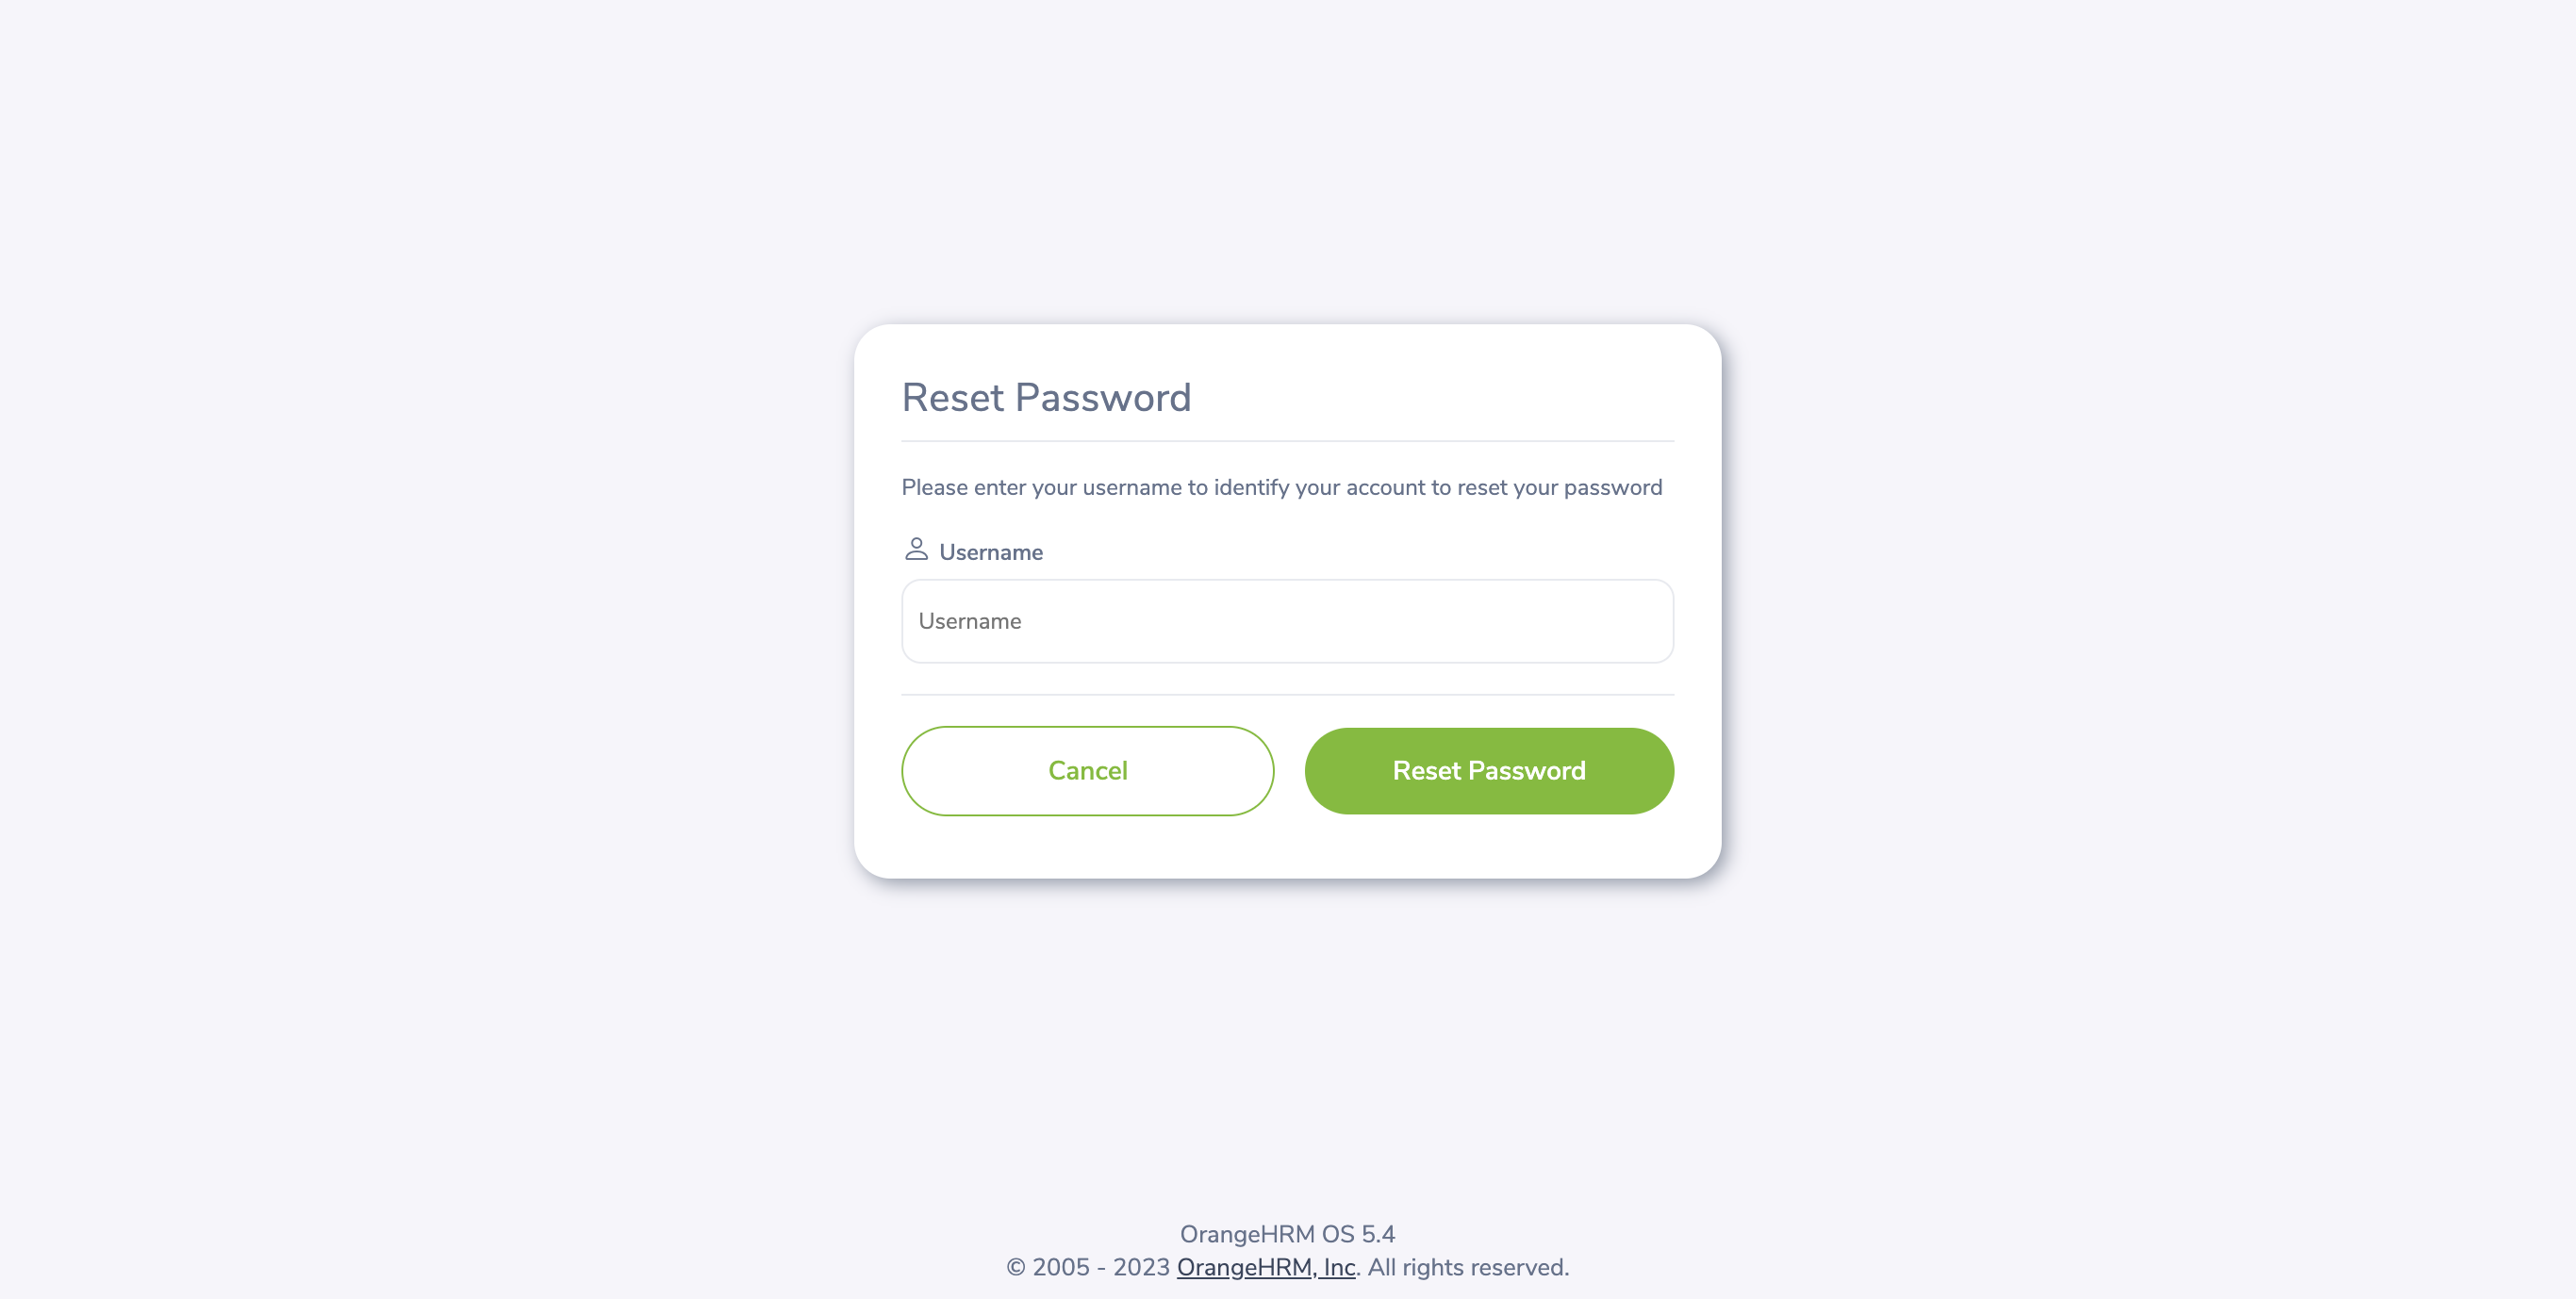 Reset Password
Please enter your username to identify your account to reset your password
Username
Username
Cancel
Reset Password
OrangeHRM OS 5.4
© 2005 - 2023 OrangeHRM, Inc. All rights reserved.